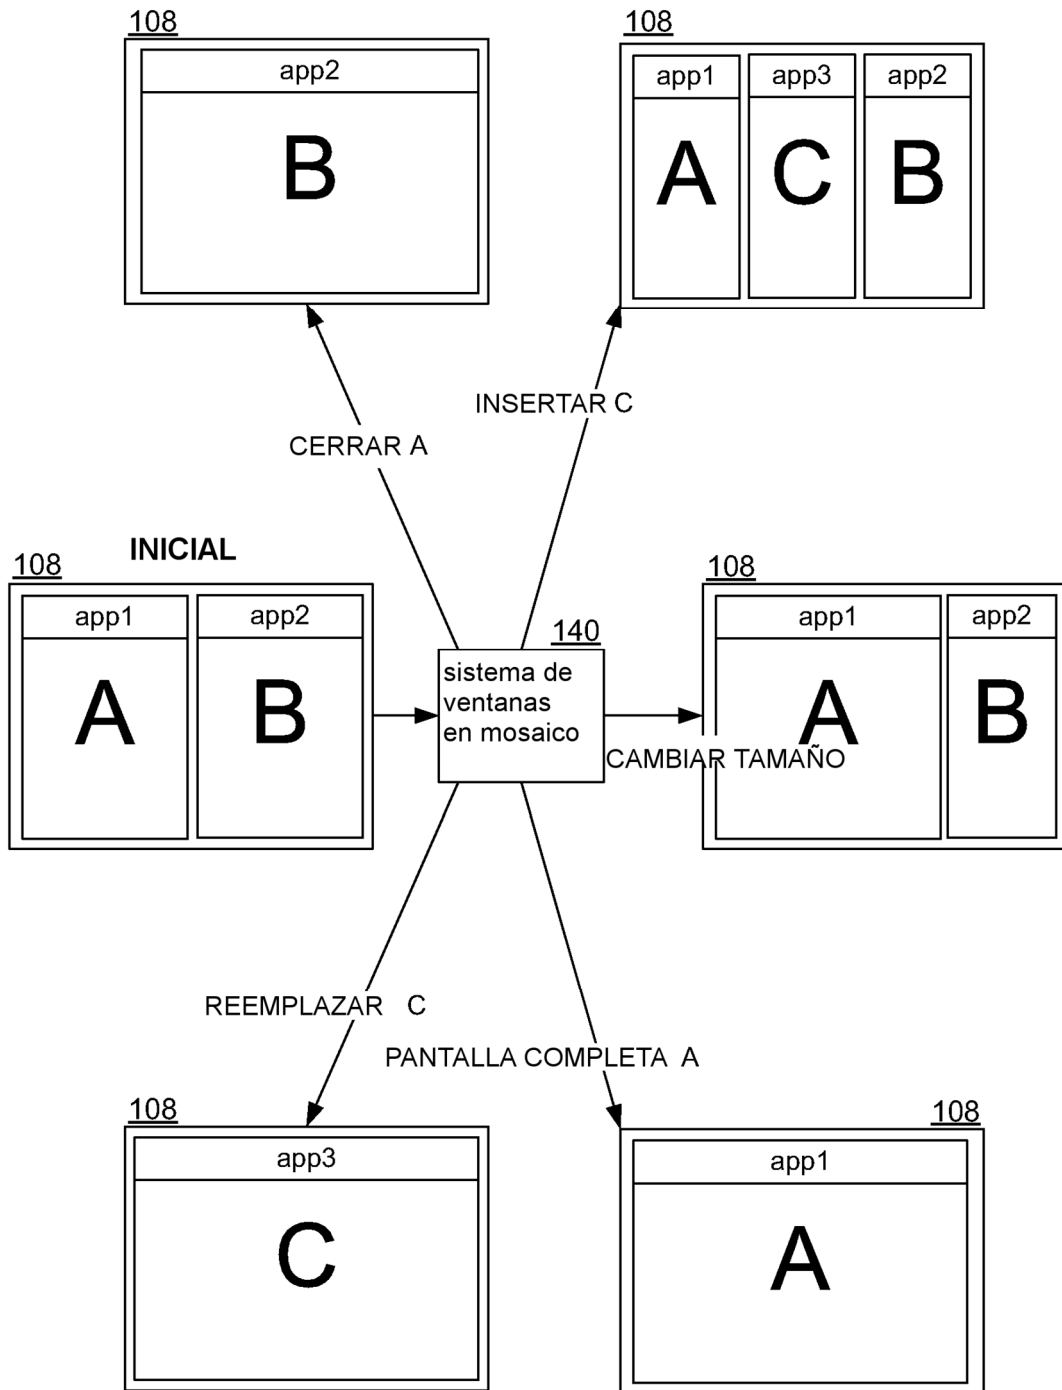 108
app2
B
108
app1 app3 app2
A C B
INSERTAR C
CERRAR A
INICIAL
108
app1 app2
A B
140
sistema de
ventanas
en mosaico
108
app1 app2
A B
CAMBIAR TAMAÑO
REEMPLAZAR C
PANTALLA COMPLETA A
108
app3
C
108
app1
A